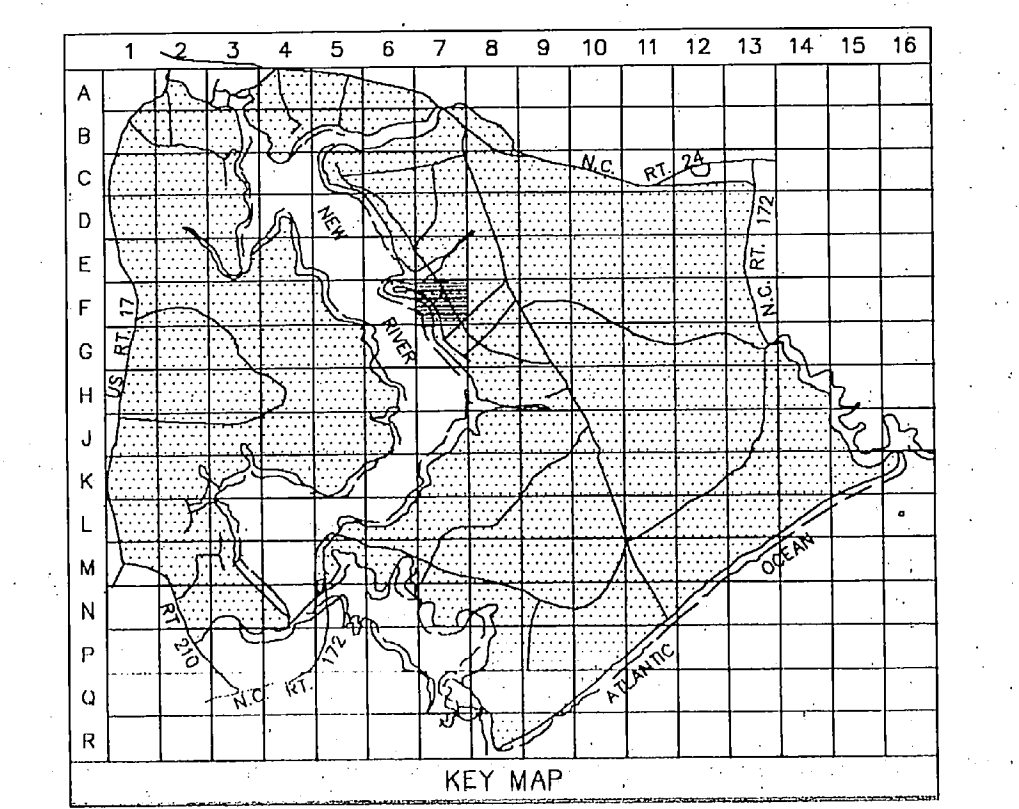 1 2 3 4 5 6 7 8 9 10 11 12 13 14 15 16
A
B
N.C. RT. 24
C
D
NEW
N.C. RT. 172
E
F
US RT. 17
RIVER
G
H
J
K
L
M
OCEAN
N
RT 210
P
172
ATLANTIC
Q
N.C. RT.
R
KEY MAP